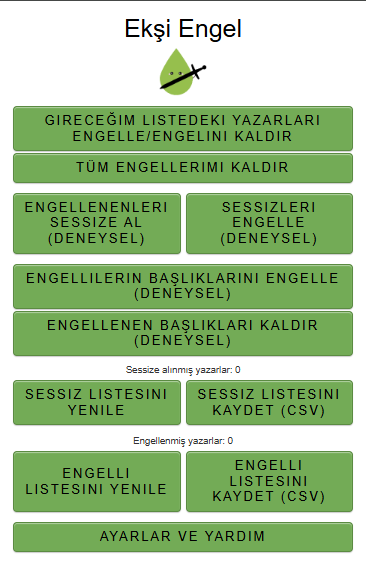 Ekşi Engel
GIRECEĞIM LISTEDEKI YAZARLARI
ENGELLE/ENGELINI KALDIR
TÜM ENGELLERIMI KALDIR
ENGELLENENLERI
SESSIZE AL
(DENEYSEL)
SESSIZLERI
ENGELLE
(DENEYSEL)
ENGELLILERIN BAŞLIKLARINI ENGELLE
(DENEYSEL)
ENGELLENEN BAŞLIKLARI KALDIR
(DENEYSEL)
Sessize alınmış yazarlar: 0
SESSIZ LISTESINI
YENILE
SESSIZ LISTESINI
KAYDET (CSV)
Engellenmiş yazarlar: 0
ENGELLI
LISTESINI YENILE
ENGELLI
LISTESINI
KAYDET (CSV)
AYARLAR VE YARDIM